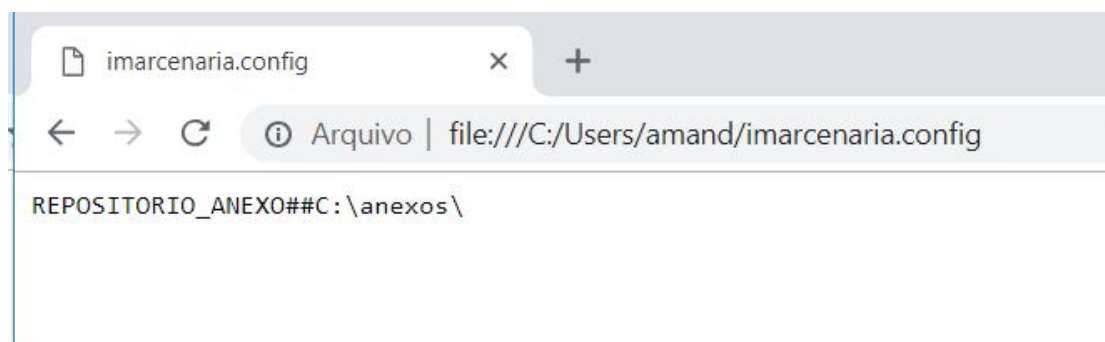 imarcenaria.config
Arquivo | file:///C:/Users/amand/imarcenaria.config
REPOSITORIO_ANEXO##C:\anexos\